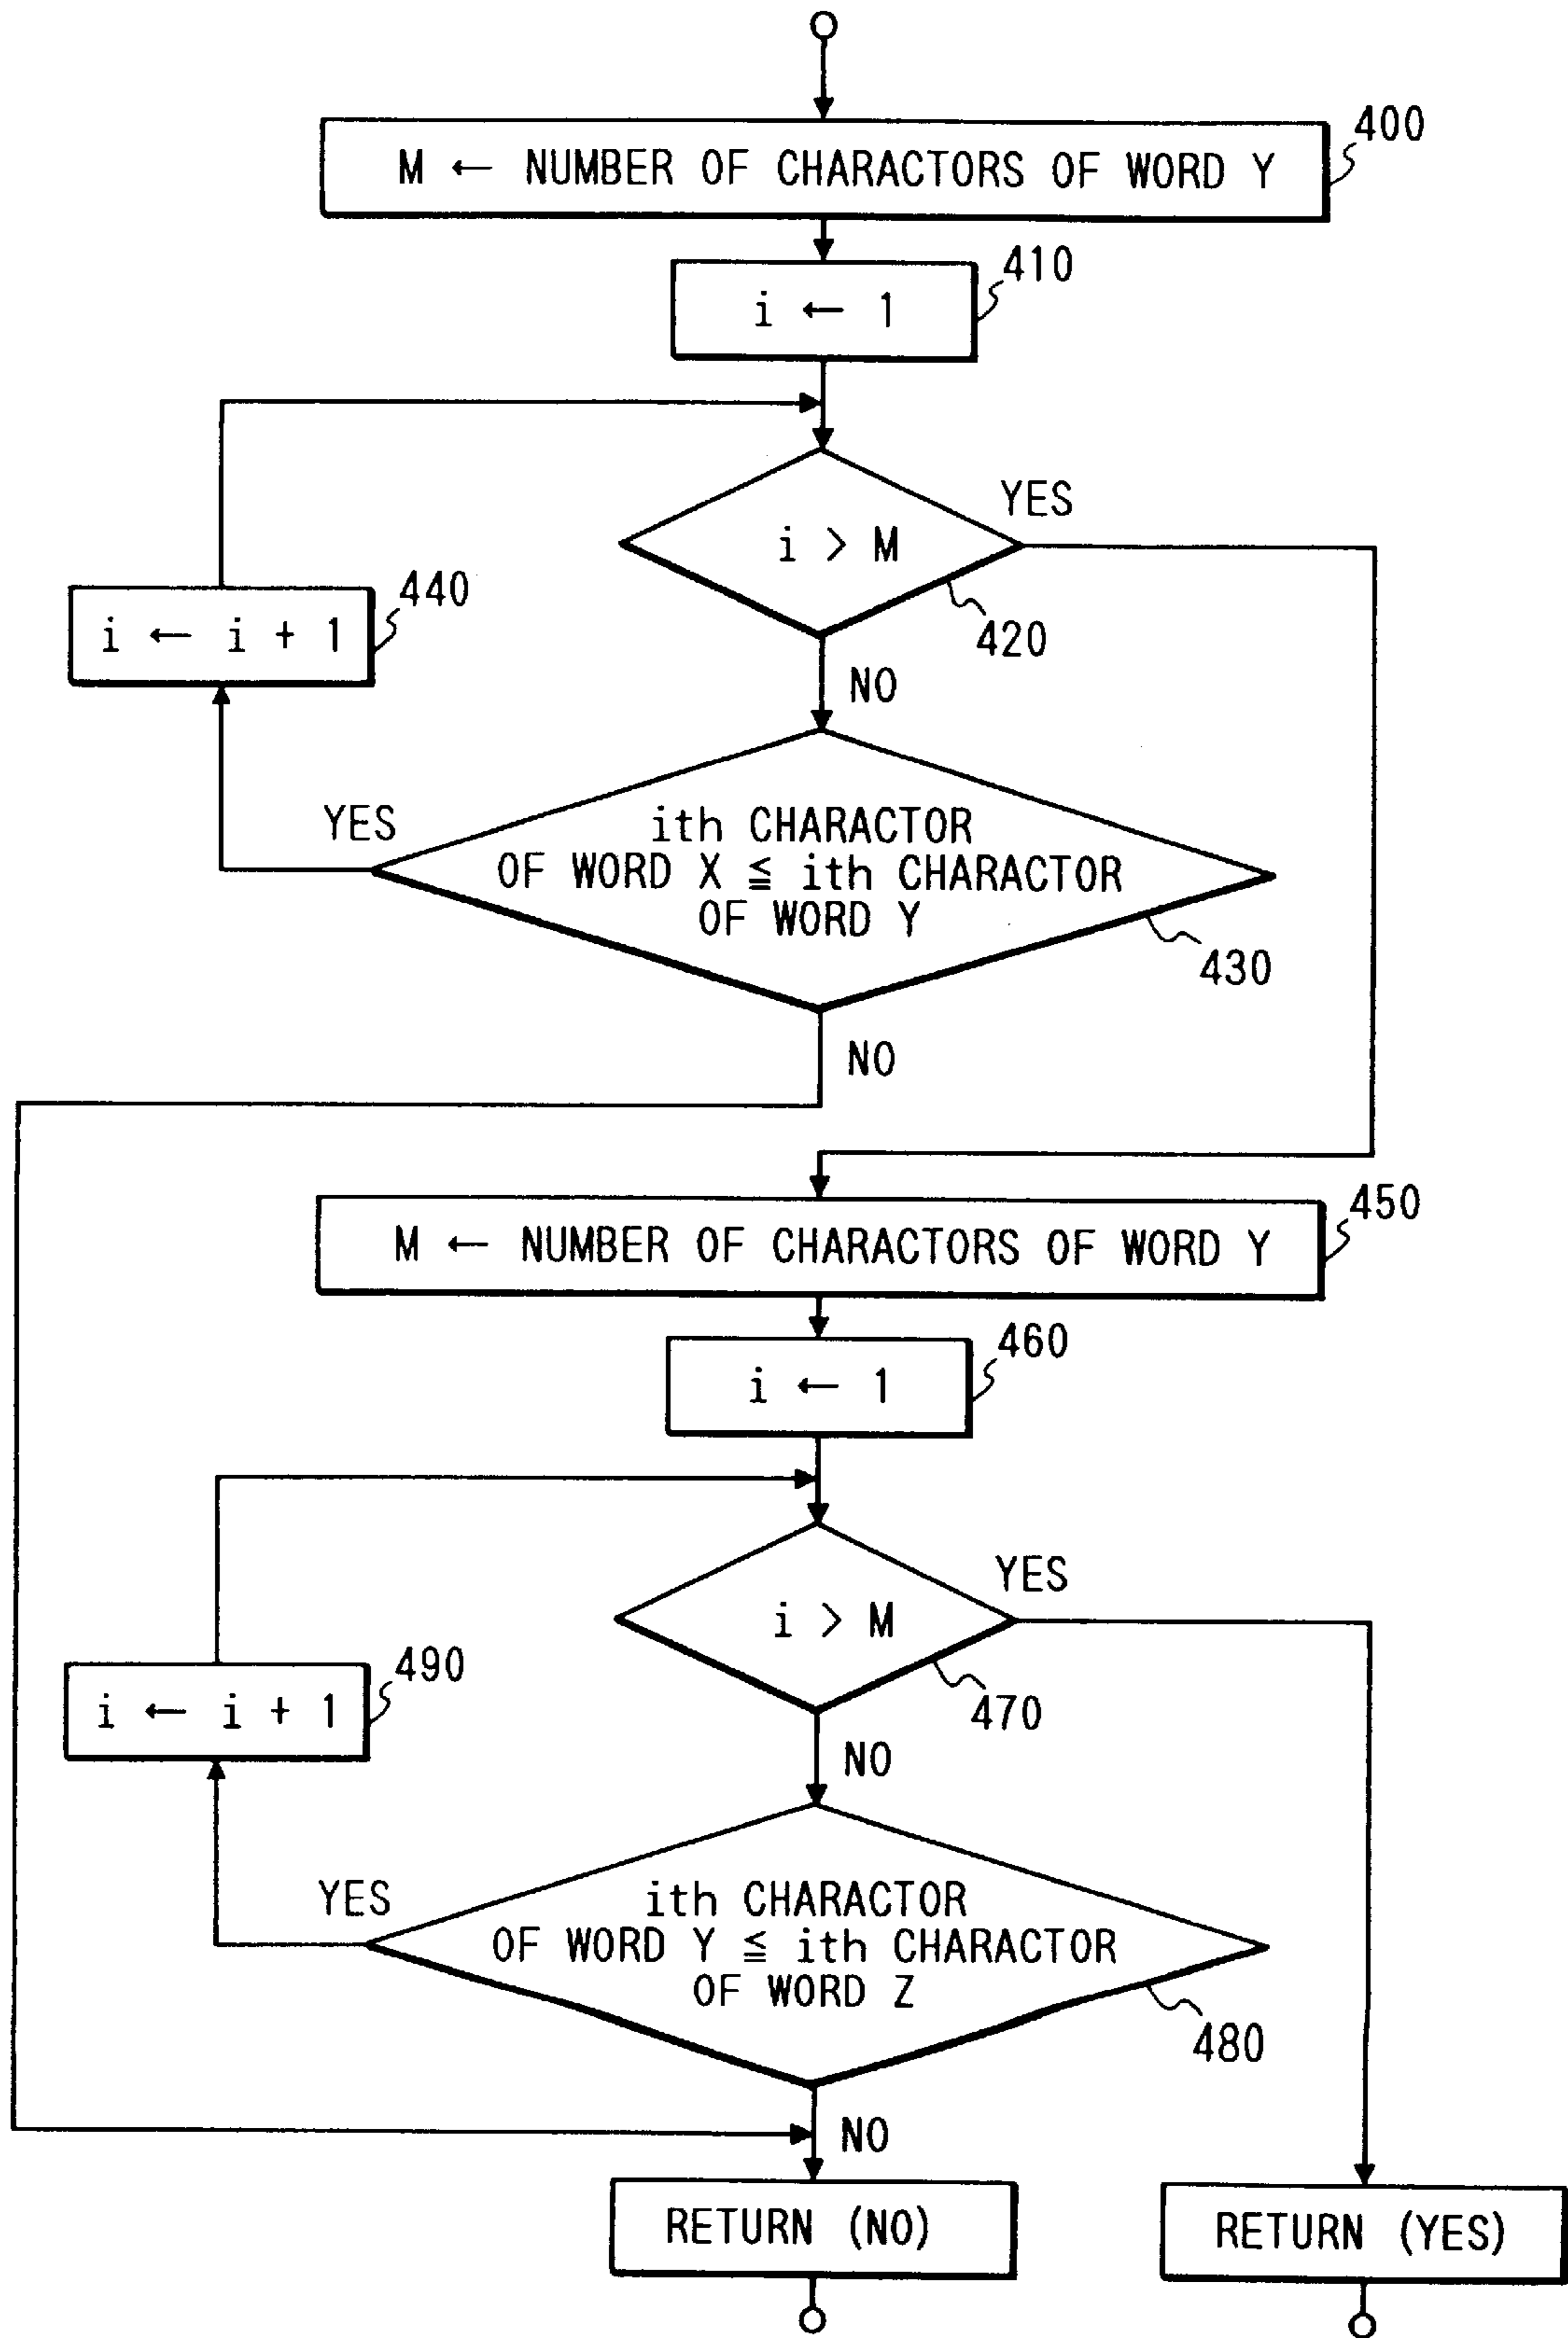 400
M ← NUMBER OF CHARACTORS OF WORD Y
410
i ← 1
YES
i > M
420
440
i ← i + 1
NO
YES
ith CHARACTOR
OF WORD X ≦ ith CHARACTOR
OF WORD Y
430
NO
450
M ← NUMBER OF CHARACTORS OF WORD Y
460
i ← 1
YES
i > M
470
490
i ← i + 1
NO
YES
ith CHARACTOR
OF WORD Y ≦ ith CHARACTOR
OF WORD Z
480
NO
RETURN (NO)
RETURN (YES)